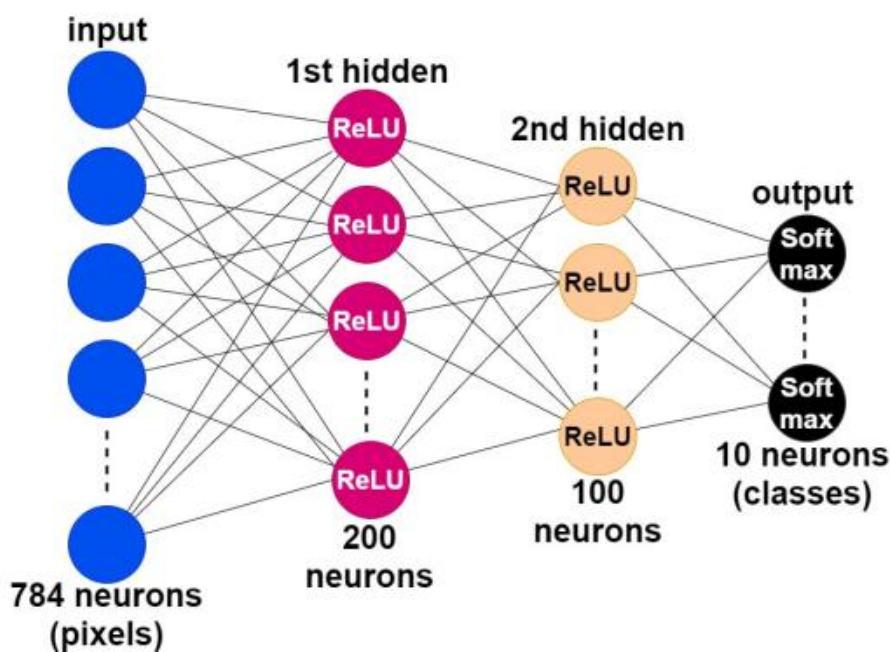 input
784 neurons
(pixels)
1st hidden
ReLU
ReLU
ReLU
ReLU
200
neurons
2nd hidden
ReLU
ReLU
ReLU
100
neurons
output
Soft
max
Soft
max
10 neurons
(classes)